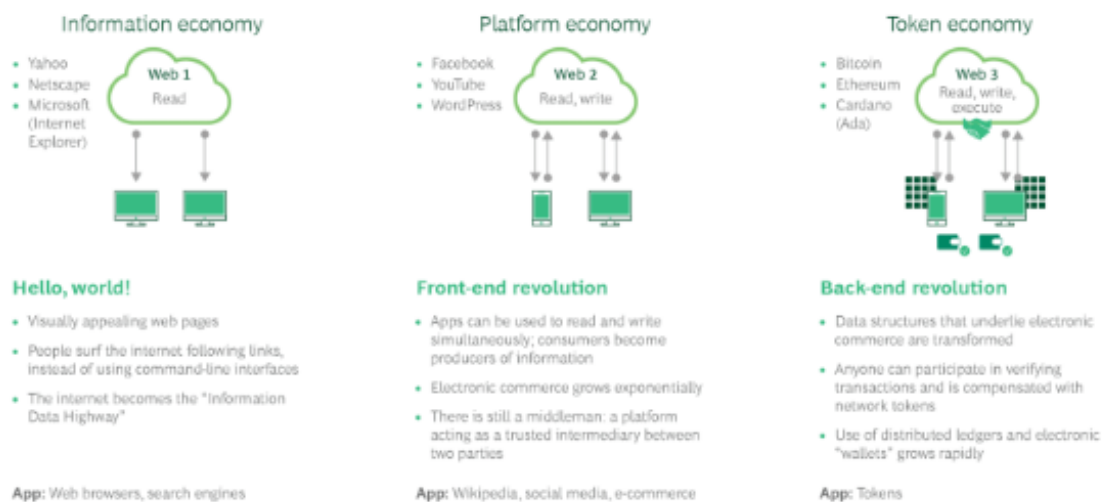 Information economy
• Yahoo
• Netscape
• Microsoft
(Internet
Explorer)
Web 1
Read
Hello, world!
• Visually appealing web pages
• People surf the internet following links,
instead of using command-line interfaces
• The internet becomes the "Information
Data Highway"
App: Web browsers, search engines
Platform economy
• Facebook
• YouTube
• WordPress
Web 2
Read, write
Front-end revolution
• Apps can be used to read and write
simultaneously; consumers become
producers of information
• Electronic commerce grows exponentially
• There is still a middleman: a platform
acting as a trusted intermediary between
two parties
App: Wikipedia, social media, e-commerce
Token economy
• Bitcoin
• Ethereum
• Cardano
(Ada)
Web 3
Read, write,
execute
Back-end revolution
• Data structures that underlie electronic
commerce are transformed
• Anyone can participate in verifying
transactions and is compensated with
network tokens
• Use of distributed ledgers and electronic
"wallets" grows rapidly
App: Tokens